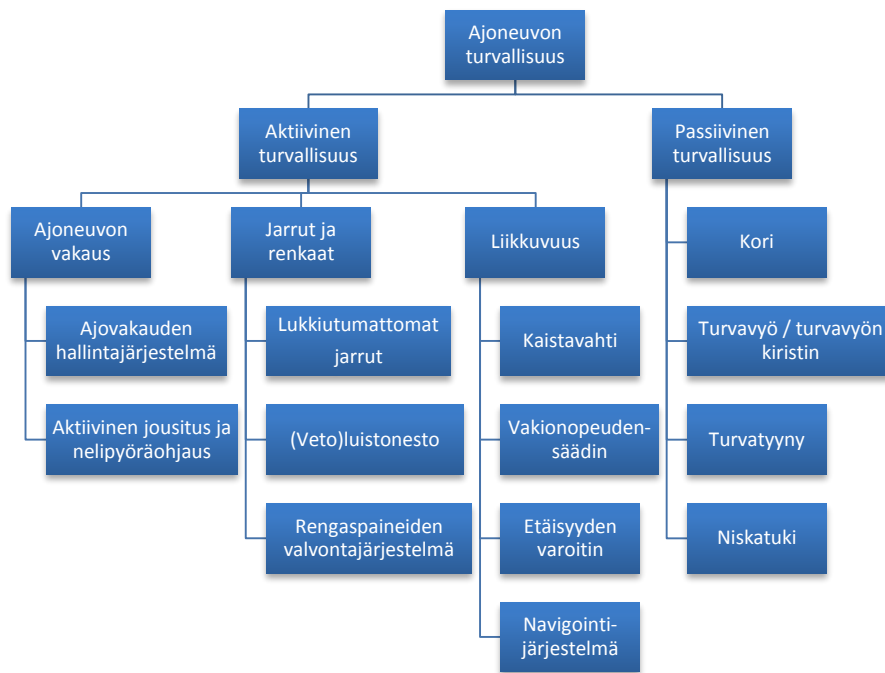 Ajoneuvon
turvallisuus
Aktiivinen
turvallisuus
Passiivinen
turvallisuus
Ajoneuvon
vakaus
Jarrut ja
renkaat
Liikkuvuus
Kori
Ajovakauden
hallintajärjestelmä
Lukkiutumattomat
jarrut
Kaistavahti
Turvavyö / turvavyön
kiristin
Aktiivinen jousitus ja
nelipyöräohjaus
(Veto)luistonesto
Vakionopeuden-
säädin
Turvatyyny
Rengaspaineiden
valvontajärjestelmä
Etäisyyden
varoitin
Niskatuki
Navigointi-
järjestelmä